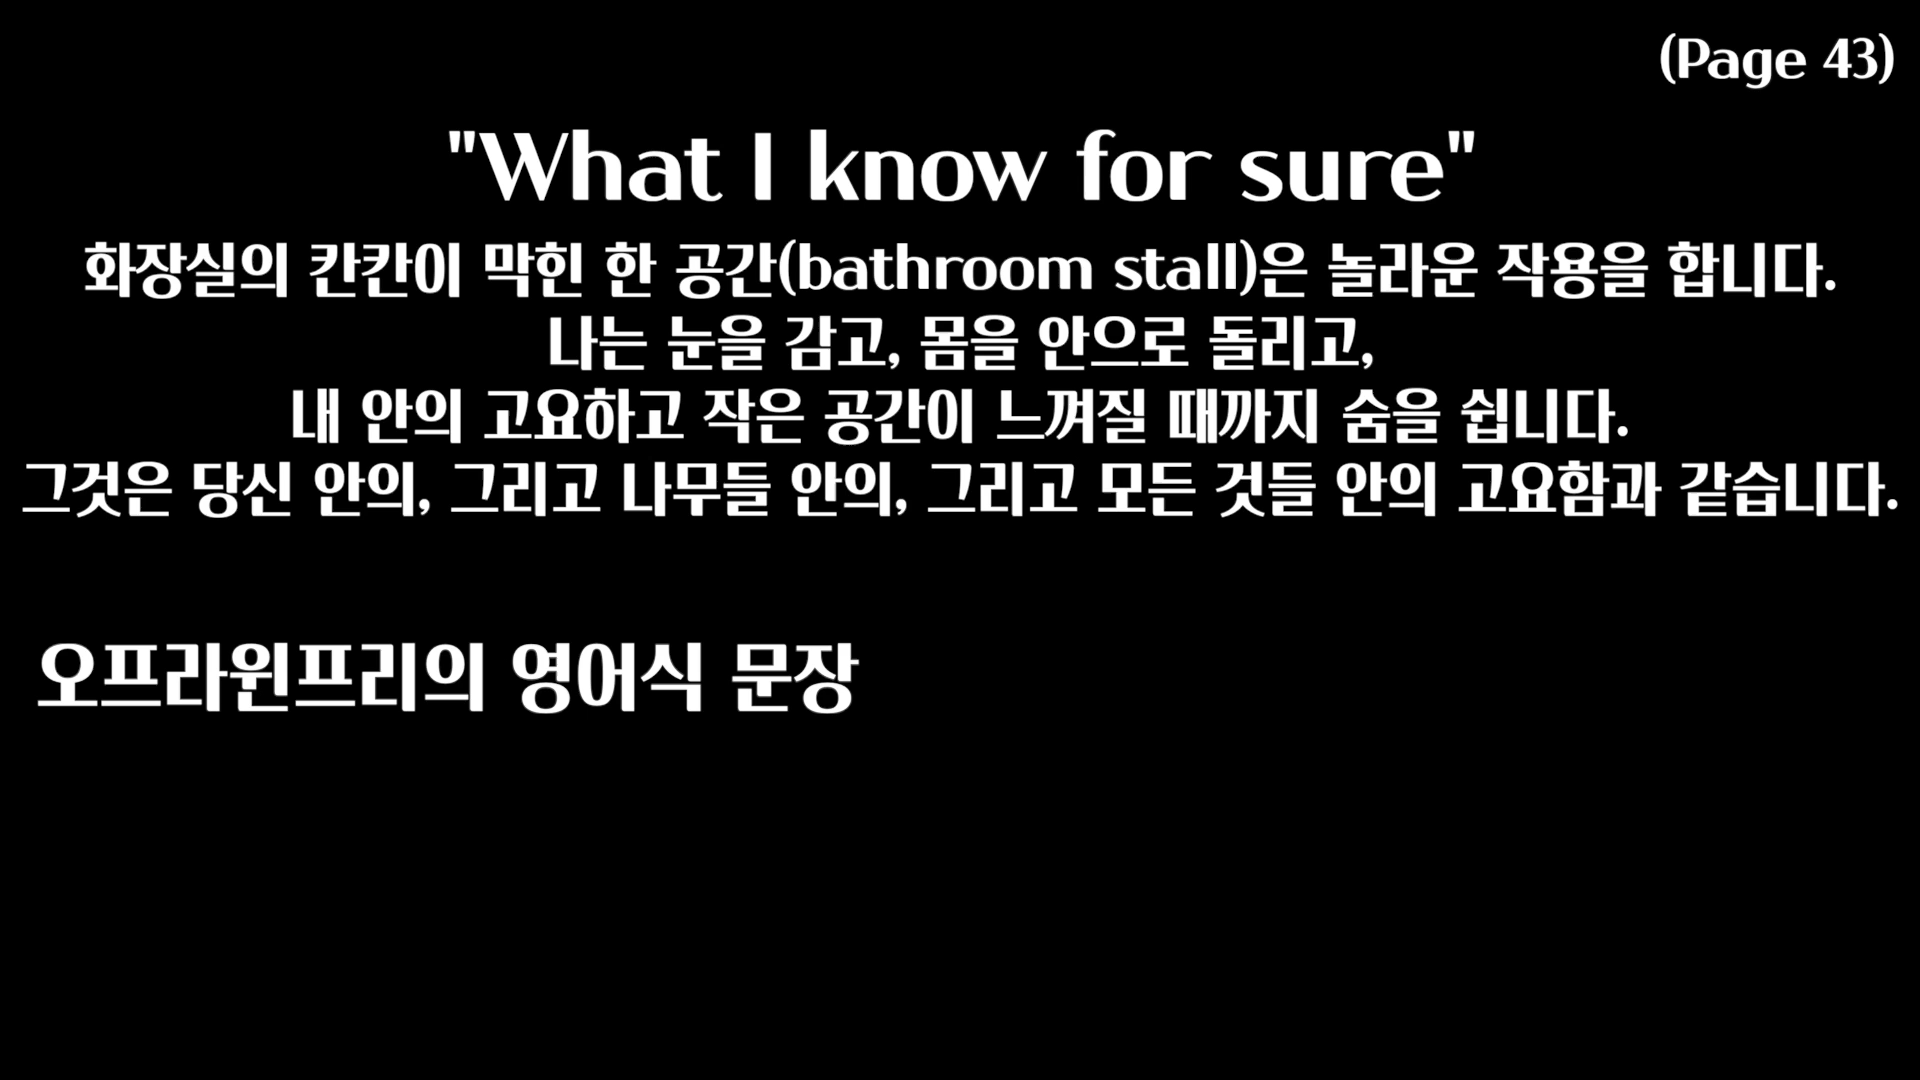 (Page 43)
"What I know for sure"
화장실의 칸칸이 막힌 한 공간(bathroom stall)은 놀라운 작용을 합니다.
나는 눈을 감고, 몸을 안으로 돌리고,
내 안의 고요하고 작은 공간이 느껴질 때까지 숨을 쉽니다.
그것은 당신 안의, 그리고 나무들 안의, 그리고 모든 것들 안의 고요함과 같습니다.
오프라윈프리의 영어식 문장